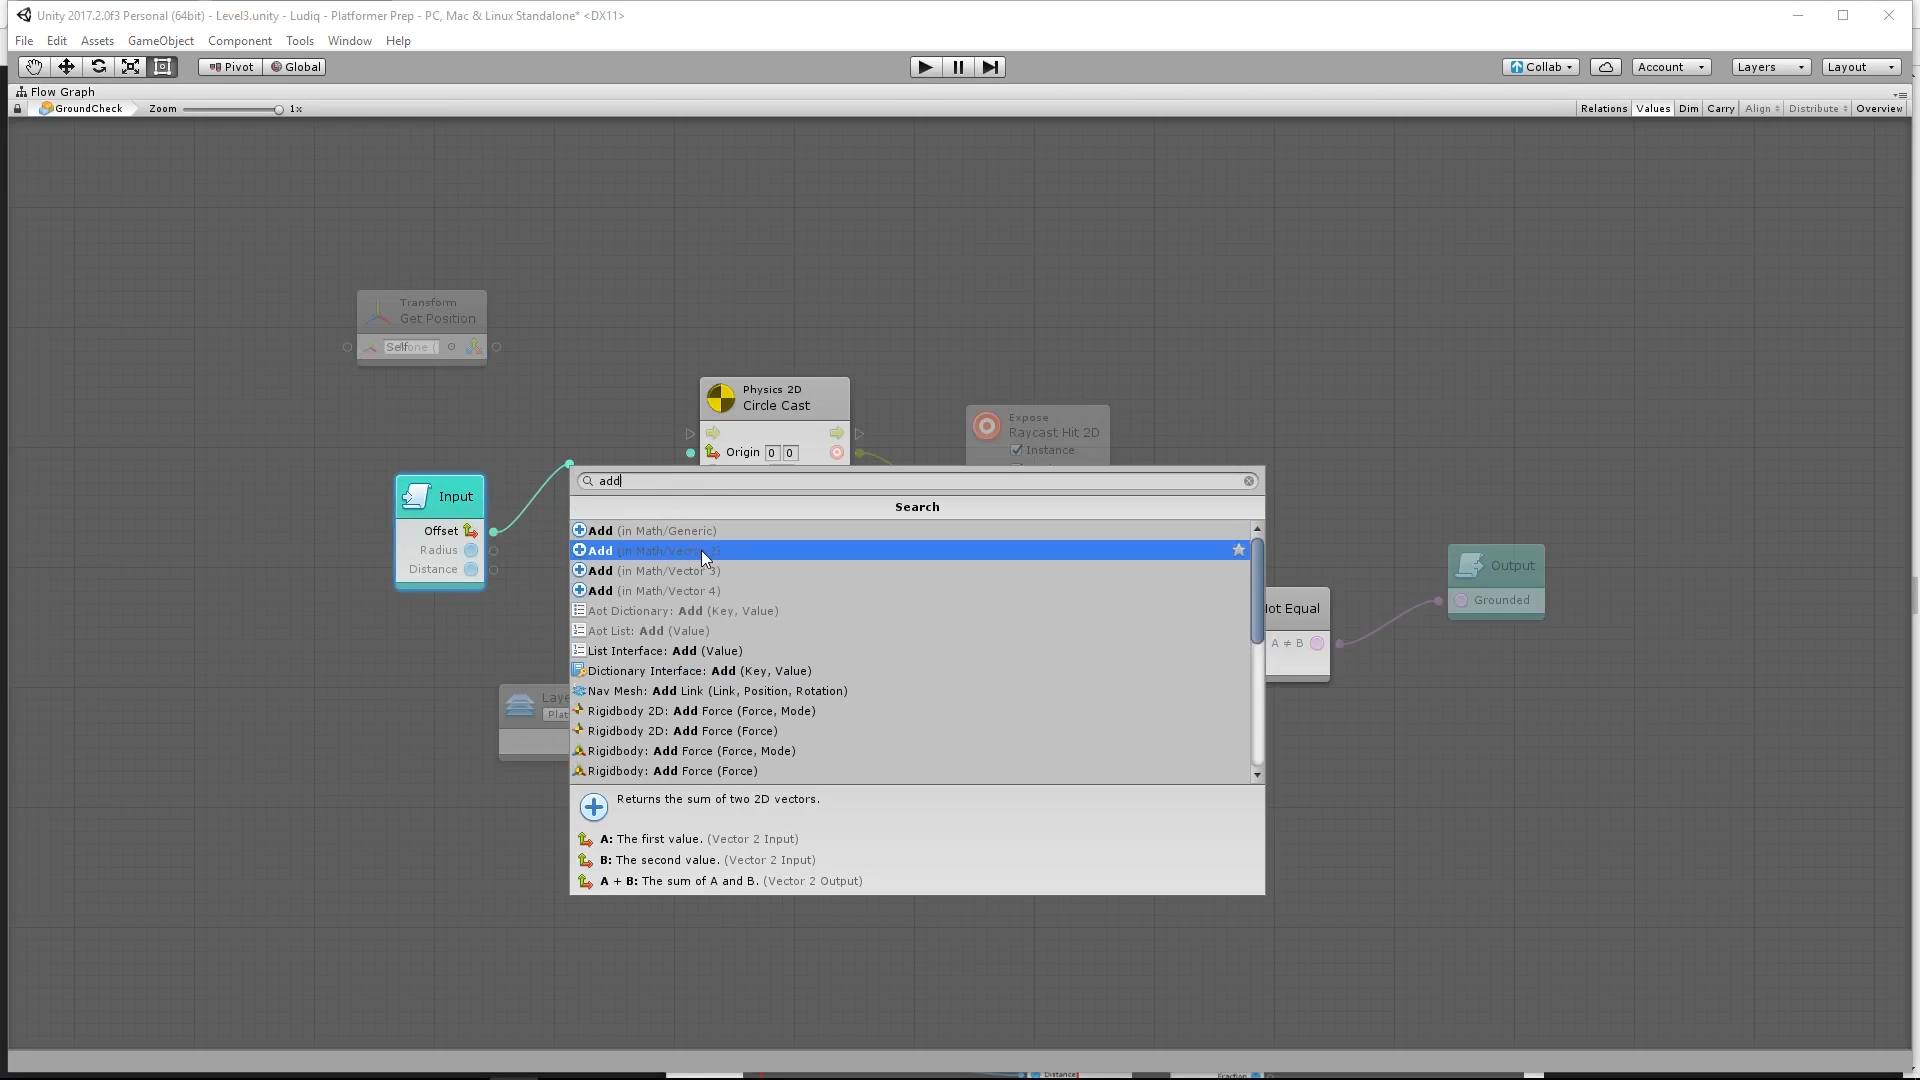 Unity 2017.2.0f3 Personal (64bit) - Level3.unity - Ludiq - Platformer Prep - PC, Mac & Linux Standalone* <DX11>
File Edit Assets GameObject Component Tools Window Help
Pivot Global Collab Account Layers Layout
Flow Graph
GroundCheck Zoom 1x Relations Values Dim Carry Align Distribute Overview
Transform
Get Position
Self
Physics 2D
Circle Cast
Origin 0 0
Expose
Raycast Hit 2D
Instance
Input
Offset
Radius
Distance
add
Search
Add (in Math/Generic)
Add (in Math/Vector 2)
Add (in Math/Vector 3)
Add (in Math/Vector 4)
Aot Dictionary: Add (Key, Value)
Aot List: Add (Value)
List Interface: Add (Value)
Dictionary Interface: Add (Key, Value)
Nav Mesh: Add Link (Link, Position, Rotation)
Rigidbody 2D: Add Force (Force, Mode)
Rigidbody 2D: Add Force (Force)
Rigidbody: Add Force (Force, Mode)
Rigidbody: Add Force (Force)
Returns the sum of two 2D vectors.
A: The first value. (Vector 2 Input)
B: The second value. (Vector 2 Input)
A + B: The sum of A and B. (Vector 2 Output)
Laye
Plat
Not Equal
A ≠ B
Output
Grounded
Distance
Fraction